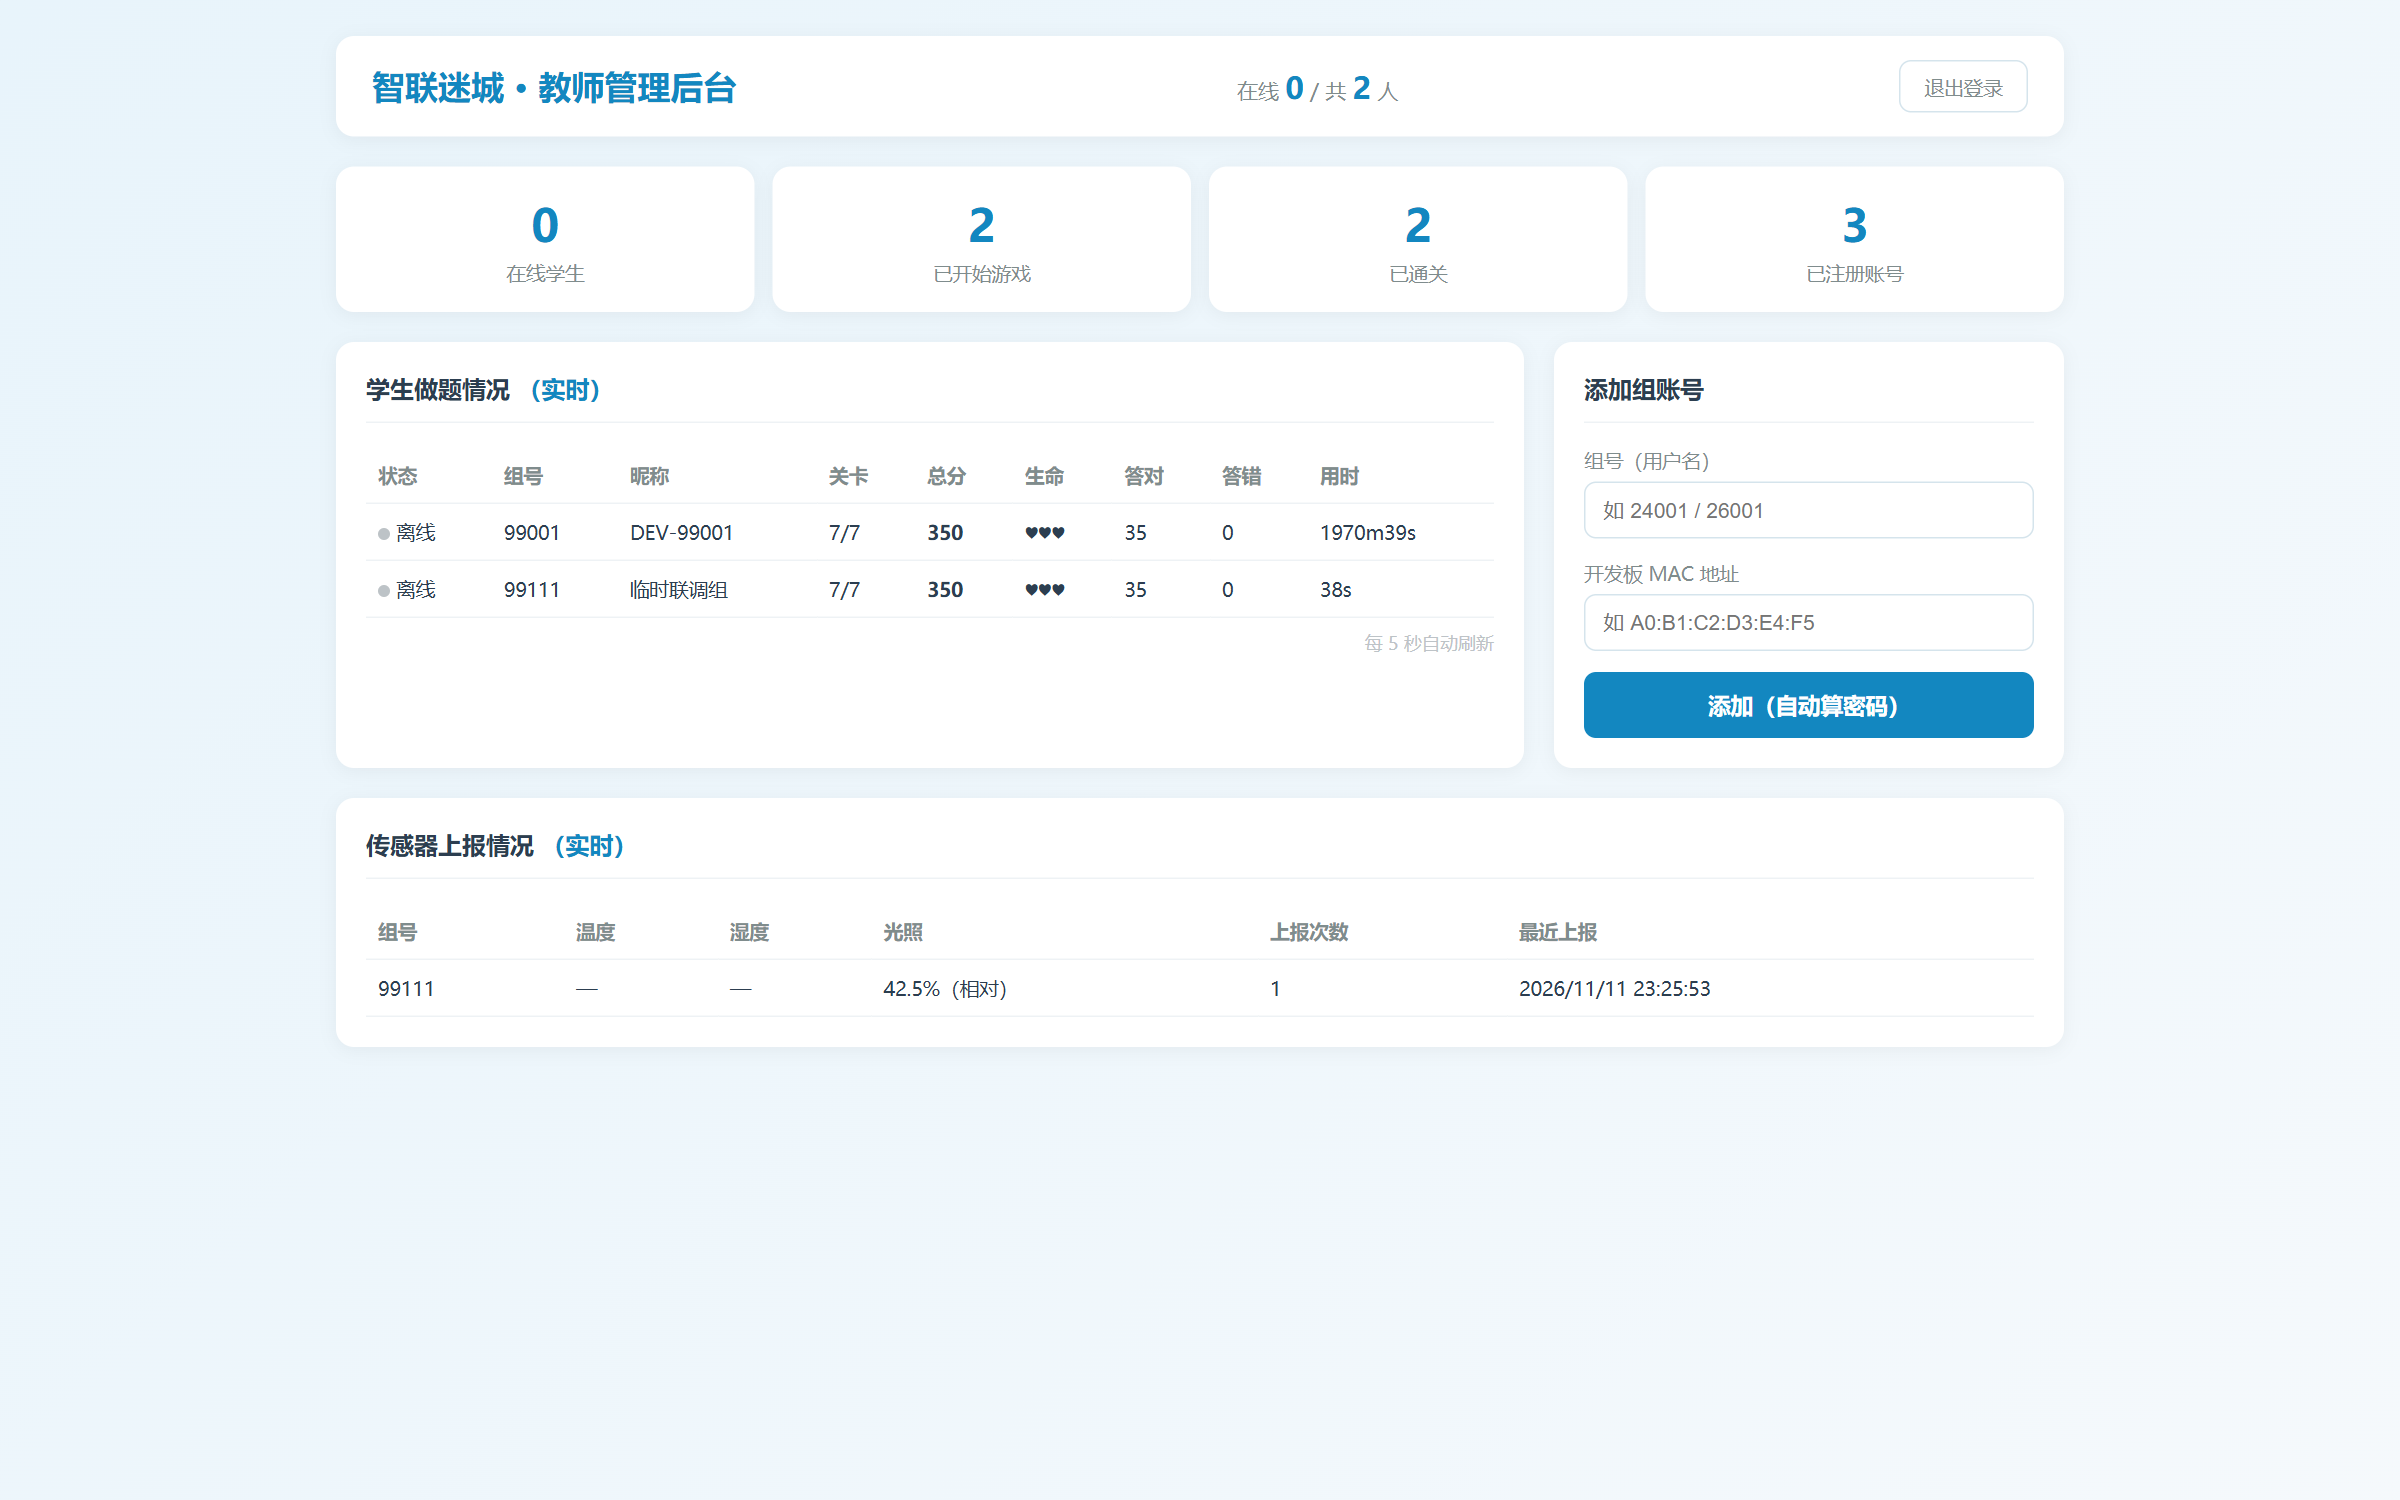 智联迷城・教师管理后台
在线 0 / 共 2 人
退出登录
0
在线学生
2
已开始游戏
2
已通关
3
已注册账号
学生做题情况 （实时）
状态 组号 昵称 关卡 总分 生命 答对 答错 用时
离线 99001 DEV-99001 7/7 350 ♥♥♥ 35 0 1970m39s
离线 99111 临时联调组 7/7 350 ♥♥♥ 35 0 38s
每 5 秒自动刷新
添加组账号
组号（用户名）
如 24001 / 26001
开发板 MAC 地址
如 A0:B1:C2:D3:E4:F5
添加（自动算密码）
传感器上报情况 （实时）
组号 温度 湿度 光照 上报次数 最近上报
99111 — — 42.5%（相对） 1 2026/11/11 23:25:53